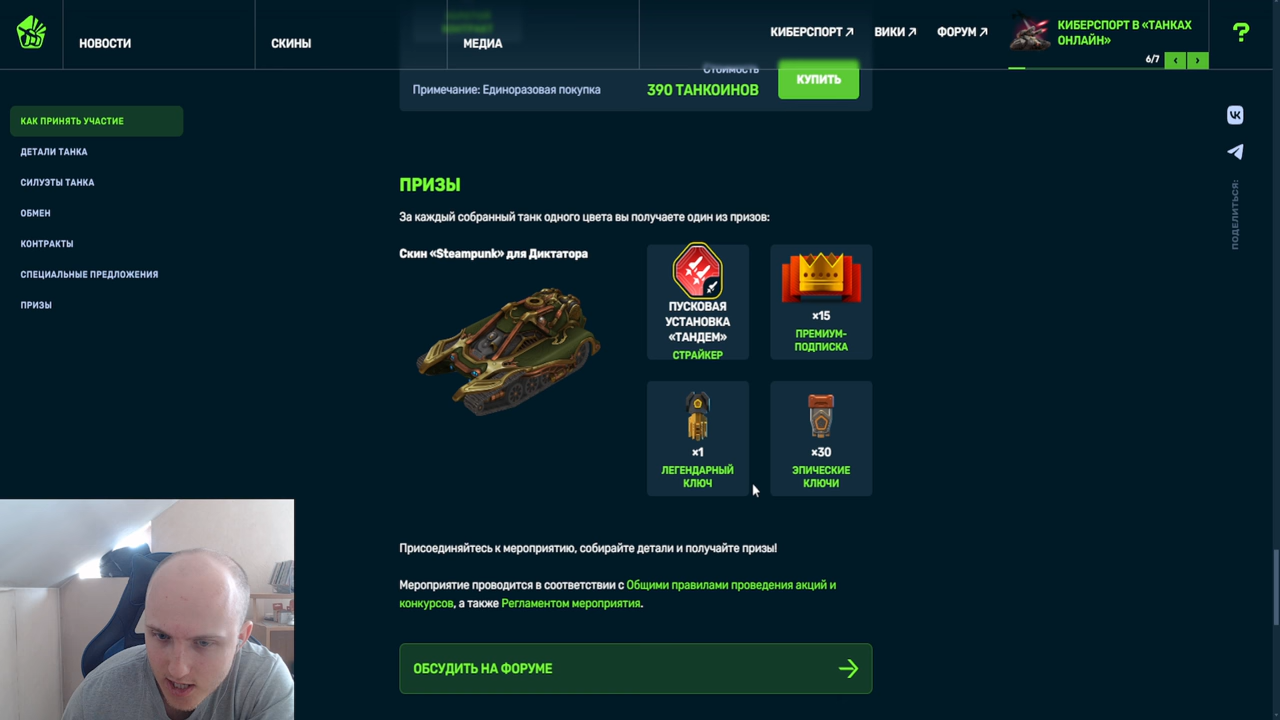 НОВОСТИ
СКИНЫ
МЕДИА
КИБЕРСПОРТ
ВИКИ
ФОРУМ
КИБЕРСПОРТ В «ТАНКАХ
ОНЛАЙН»
6/7
?
КАК ПРИНЯТЬ УЧАСТИЕ
ДЕТАЛИ ТАНКА
СИЛУЭТЫ ТАНКА
ОБМЕН
КОНТРАКТЫ
СПЕЦИАЛЬНЫЕ ПРЕДЛОЖЕНИЯ
ПРИЗЫ
Примечание: Единоразовая покупка
СТОИМОСТЬ
390 ТАНКОИНОВ
КУПИТЬ
ПРИЗЫ
За каждый собранный танк одного цвета вы получаете один из призов:
Скин «Steampunk» для Диктатора
ПУСКОВАЯ
УСТАНОВКА
«ТАНДЕМ»
СТРАЙКЕР
×15
ПРЕМИУМ-
ПОДПИСКА
×1
ЛЕГЕНДАРНЫЙ
КЛЮЧ
×30
ЭПИЧЕСКИЕ
КЛЮЧИ
Присоединяйтесь к мероприятию, собирайте детали и получайте призы!
Мероприятие проводится в соответствии с Общими правилами проведения акций и
конкурсов, а также Регламентом мероприятия.
ОБСУДИТЬ НА ФОРУМЕ
ПОДЕЛИТЬСЯ: